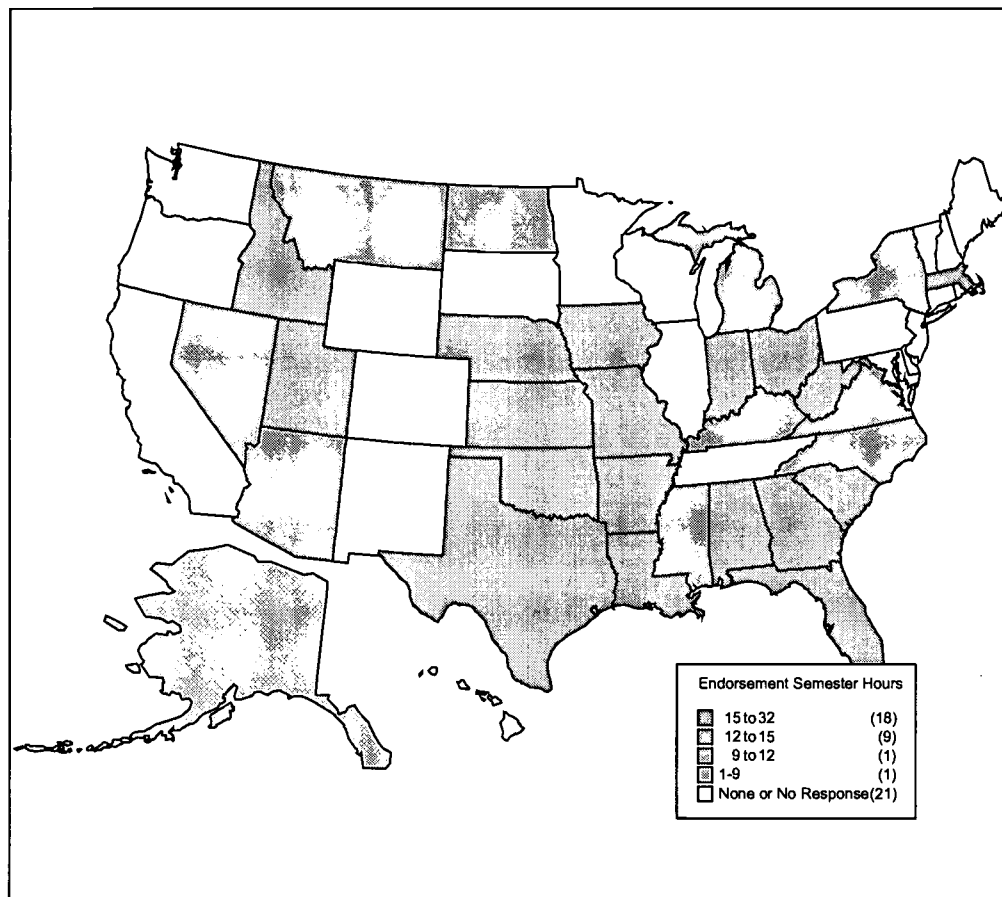 Endorsement Semester Hours
15 to 32 (18)
12 to 15 (9)
9 to 12 (1)
1-9 (1)
None or No Response (21)